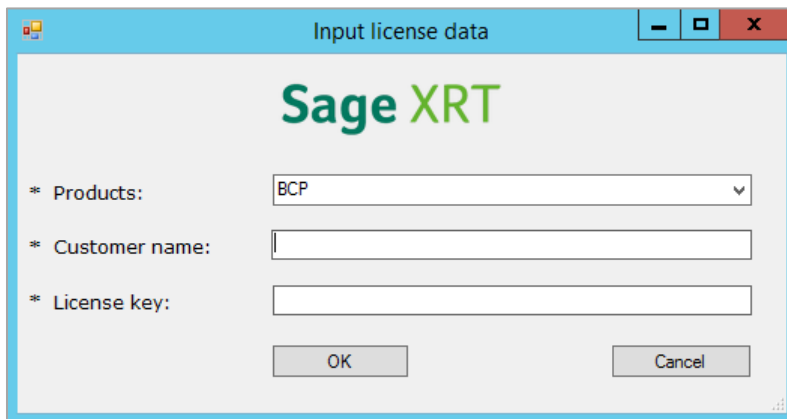 Input license data
Sage XRT
* Products:
BCP
* Customer name:
* License key:
OK
Cancel